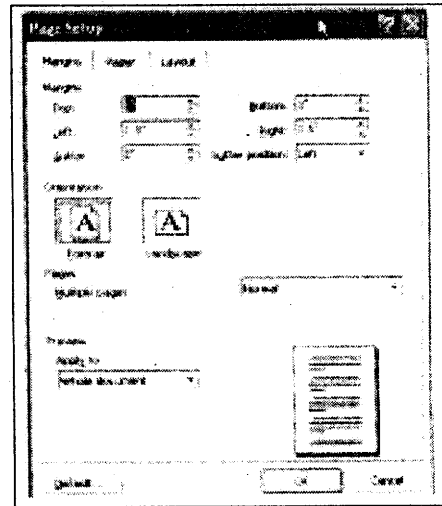 Page Setup
Margins Paper Layout
Margins
Top: Bottom:
Left: Right:
Gutter: Gutter position: Left
Orientation
Portrait Landscape
Pages
Multiple pages: Normal
Preview
Apply to:
Whole document
Default... OK Cancel